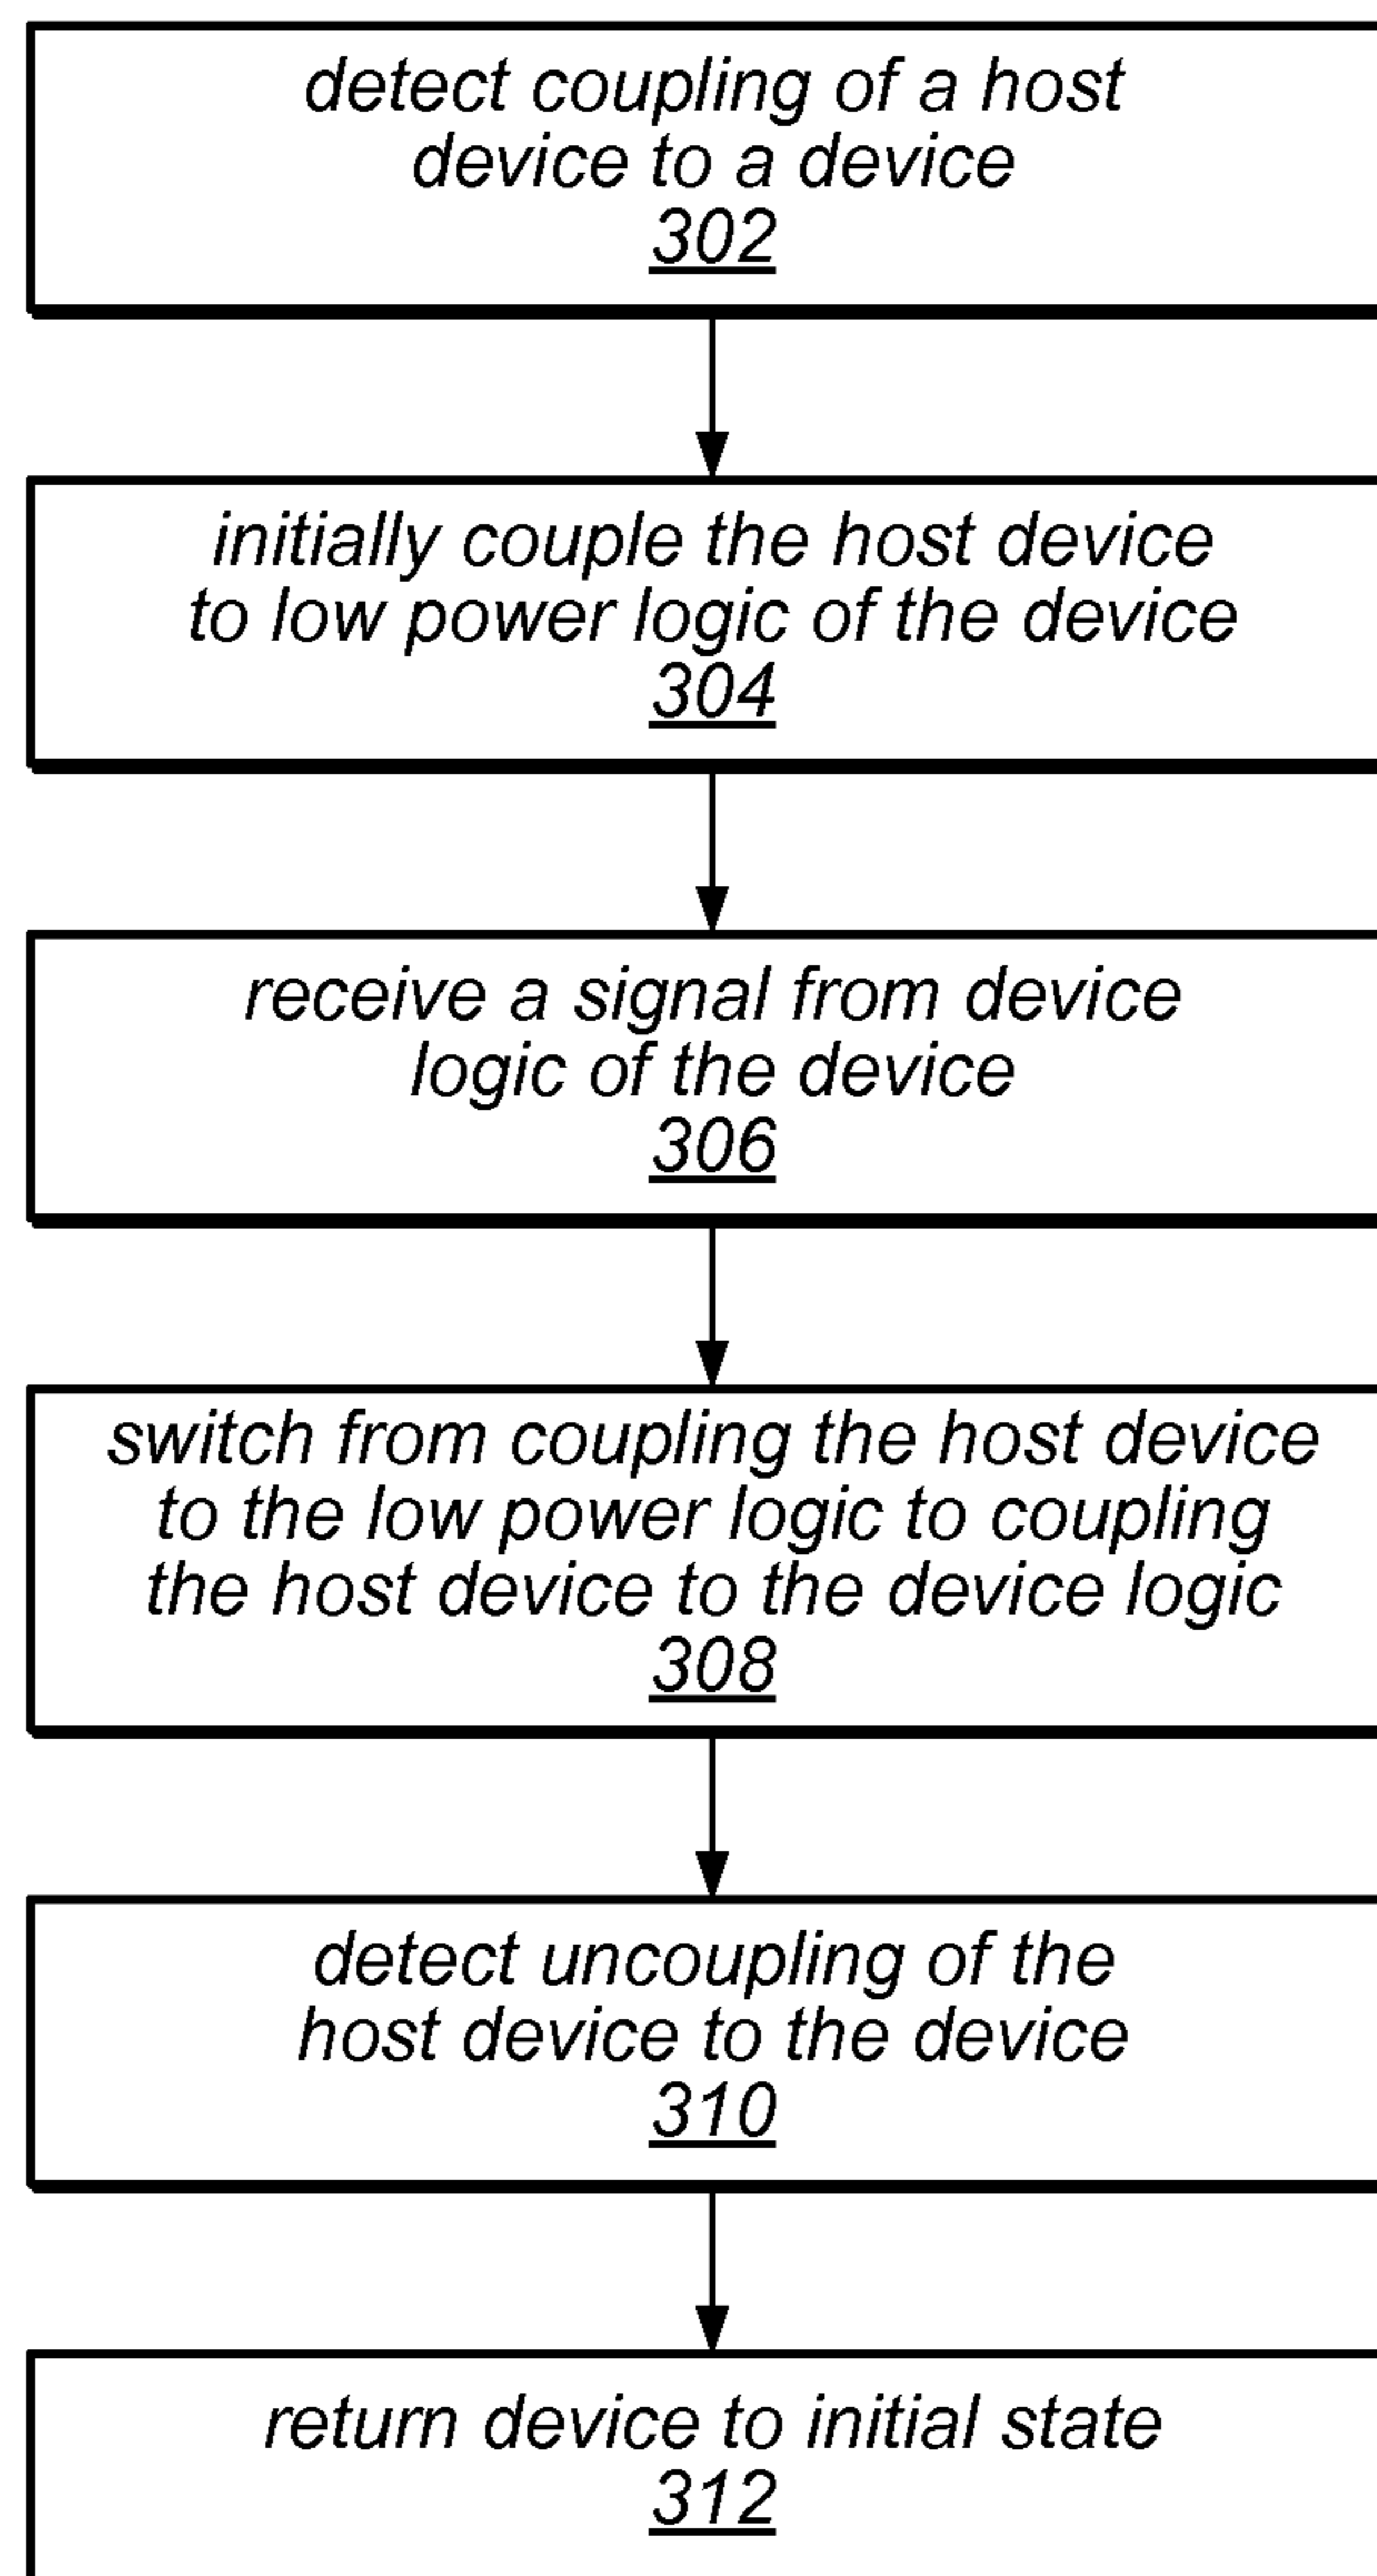 detect coupling of a host
device to a device
302
initially couple the host device
to low power logic of the device
304
receive a signal from device
logic of the device
306
switch from coupling the host device
to the low power logic to coupling
the host device to the device logic
308
detect uncoupling of the
host device to the device
310
return device to initial state
312